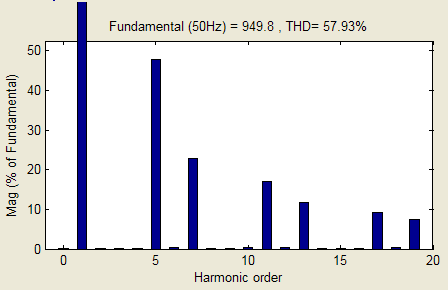 Fundamental (50Hz) = 949.8 , THD= 57.93%
50
40
30
20
10
0
Mag (% of Fundamental)
0 5 10 15 20
Harmonic order